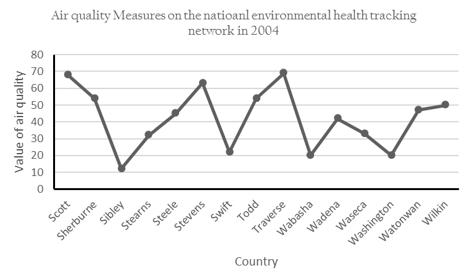 Air quality Measures on the natioanl environmental health tracking
network in 2004
80
70
60
50
40
30
20
10
0
Value of air quality
Scott
Sherburne
Sibley
Stearns
Steele
Stevens
Swift
Todd
Traverse
Wabasha
Wadena
Waseca
Washington
Watonwan
Wilkin
Country